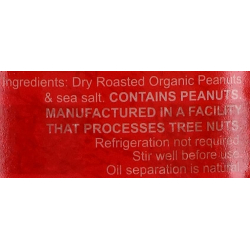 Ingredients: Dry Roasted Organic Peanuts
& sea salt. CONTAINS PEANUTS.
MANUFACTURED IN A FACILITY
THAT PROCESSES TREE NUTS.
Refrigeration not required.
Stir well before use.
Oil separation is natural